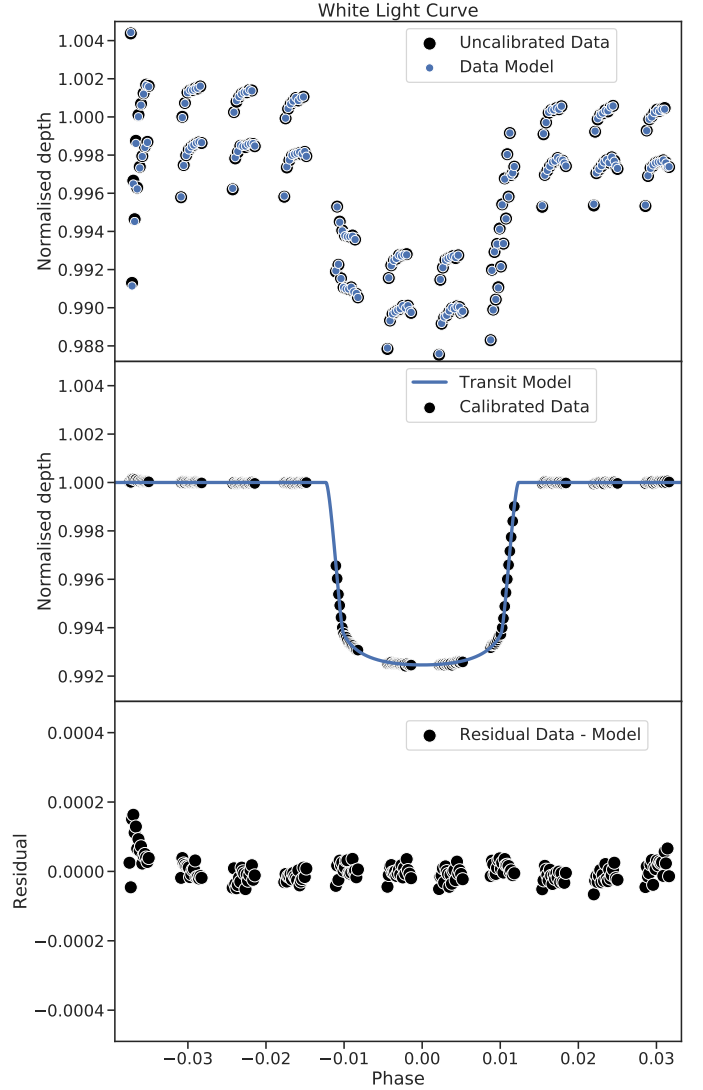 White Light Curve
Uncalibrated Data
Data Model
Normalised depth
1.004
1.002
1.000
0.998
0.996
0.994
0.992
0.990
0.988
Transit Model
Calibrated Data
Normalised depth
1.004
1.002
1.000
0.998
0.996
0.994
0.992
Residual Data - Model
Residual
0.0004
0.0002
0.0000
−0.0002
−0.0004
−0.03 −0.02 −0.01 0.00 0.01 0.02 0.03
Phase